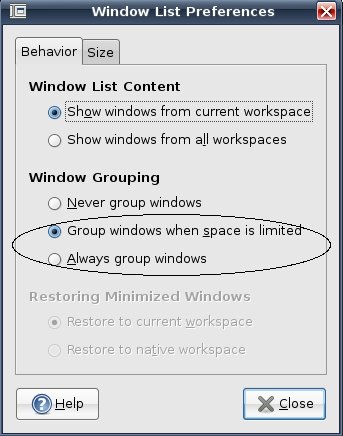 Window List Preferences
Behavior
Size
Window List Content
Show windows from current workspace
Show windows from all workspaces
Window Grouping
Never group windows
Group windows when space is limited
Always group windows
Restoring Minimized Windows
Restore to current workspace
Restore to native workspace
Help
Close